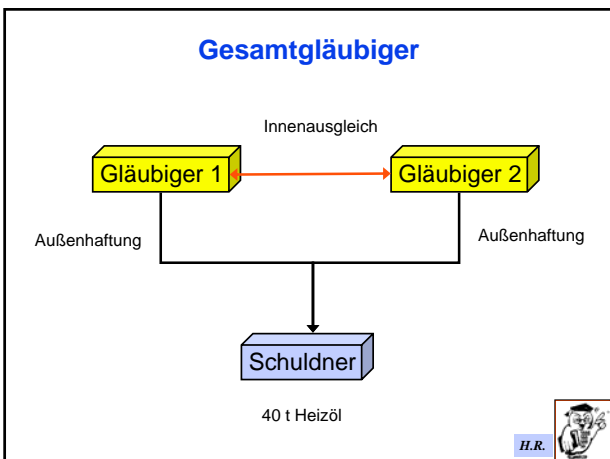 Gesamtgläubiger
Innenausgleich
Gläubiger 1
Gläubiger 2
Außenhaftung
Außenhaftung
Schuldner
40 t Heizöl
H.R.